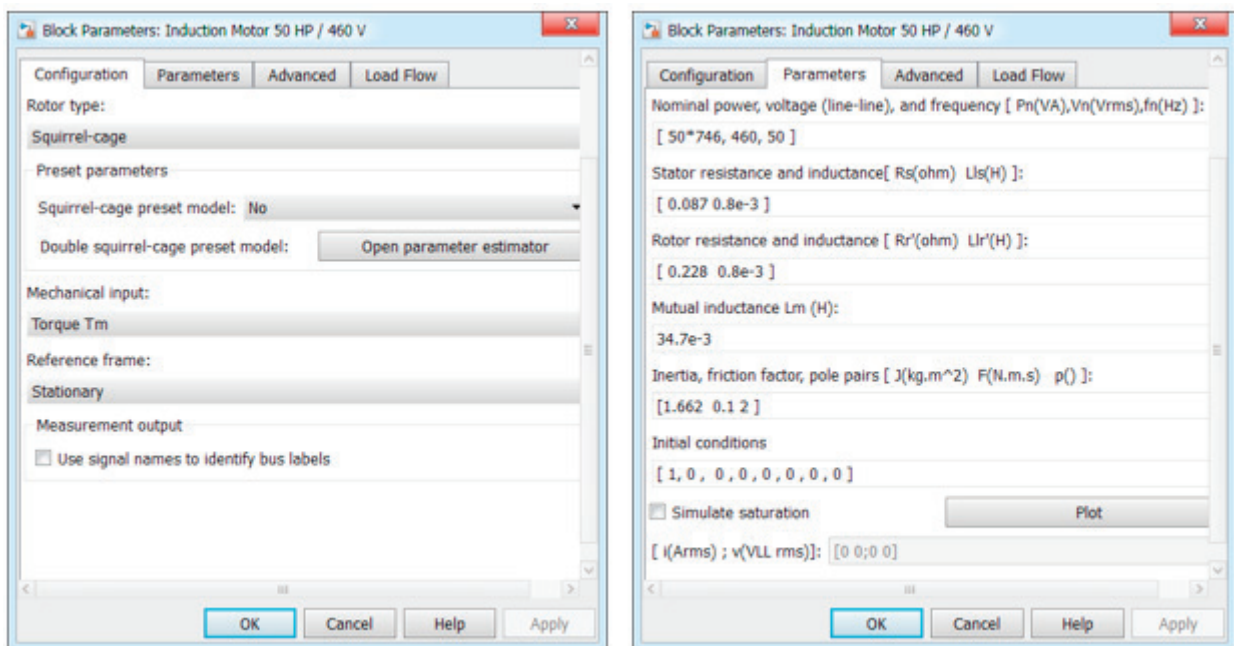 Block Parameters: Induction Motor 50 HP / 460 V
Configuration Parameters Advanced Load Flow
Rotor type:
Squirrel-cage
Preset parameters
Squirrel-cage preset model: No
Double squirrel-cage preset model: Open parameter estimator
Mechanical input:
Torque Tm
Reference frame:
Stationary
Measurement output
Use signal names to identify bus labels
OK Cancel Help Apply
Block Parameters: Induction Motor 50 HP / 460 V
Configuration Parameters Advanced Load Flow
Nominal power, voltage (line-line), and frequency [ Pn(VA),Vn(Vrms),fn(Hz) ]:
[ 50*746, 460, 50 ]
Stator resistance and inductance[ Rs(ohm) Lls(H) ]:
[ 0.087 0.8e-3 ]
Rotor resistance and inductance [ Rr'(ohm) Llr'(H) ]:
[ 0.228 0.8e-3 ]
Mutual inductance Lm (H):
34.7e-3
Inertia, friction factor, pole pairs [ J(kg.m^2) F(N.m.s) p() ]:
[1.662 0.1 2 ]
Initial conditions
[ 1, 0 , 0 , 0 , 0 , 0 , 0 , 0 ]
Simulate saturation Plot
[ i(Arms) ; v(VLL rms)]: [0 0;0 0]
OK Cancel Help Apply